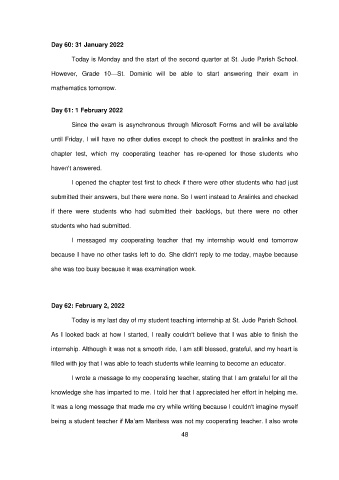 Day 60: 31 January 2022
Today is Monday and the start of the second quarter at St. Jude Parish School.
However, Grade 10—St. Dominic will be able to start answering their exam in
mathematics tomorrow.
Day 61: 1 February 2022
Since the exam is asynchronous through Microsoft Forms and will be available
until Friday, I will have no other duties except to check the posttest in aralinks and the
chapter test, which my cooperating teacher has re-opened for those students who
haven't answered.
I opened the chapter test first to check if there were other students who had just
submitted their answers, but there were none. So I went instead to Aralinks and checked
if there were students who had submitted their backlogs, but there were no other
students who had submitted.
I messaged my cooperating teacher that my internship would end tomorrow
because I have no other tasks left to do. She didn't reply to me today, maybe because
she was too busy because it was examination week.
Day 62: February 2, 2022
Today is my last day of my student teaching internship at St. Jude Parish School.
As I looked back at how I started, I really couldn't believe that I was able to finish the
internship. Although it was not a smooth ride, I am still blessed, grateful, and my heart is
filled with joy that I was able to teach students while learning to become an educator.
I wrote a message to my cooperating teacher, stating that I am grateful for all the
knowledge she has imparted to me. I told her that I appreciated her effort in helping me.
It was a long message that made me cry while writing because I couldn't imagine myself
being a student teacher if Ma'am Maritess was not my cooperating teacher. I also wrote
48